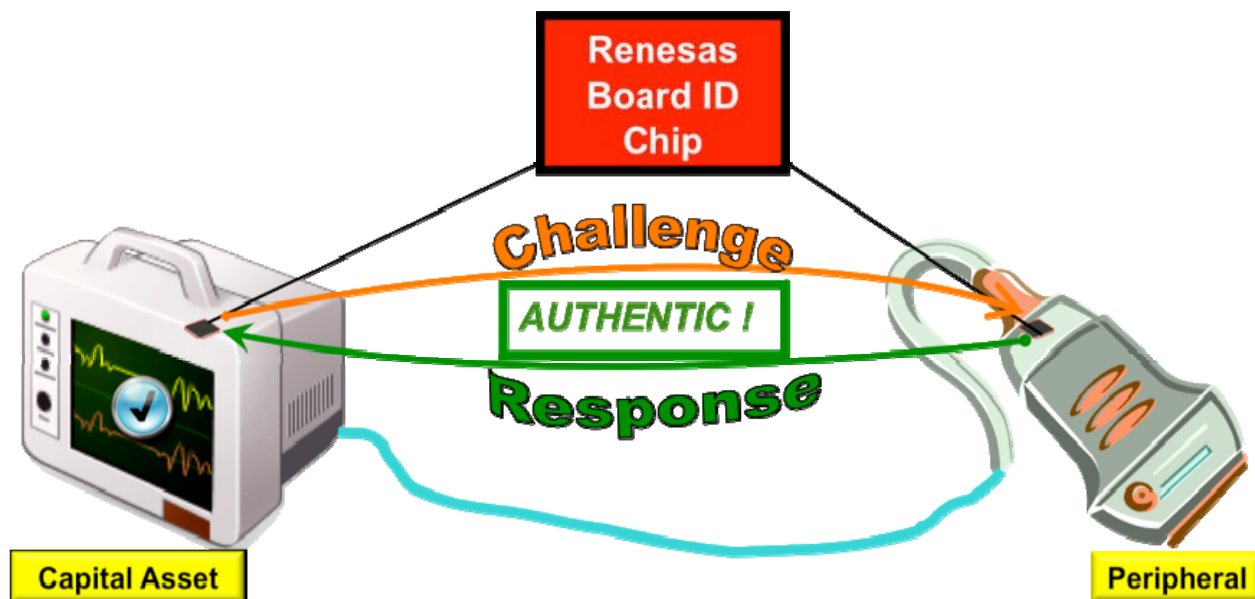 Renesas
Board ID
Chip
Challenge
AUTHENTIC !
Response
Capital Asset
Peripheral